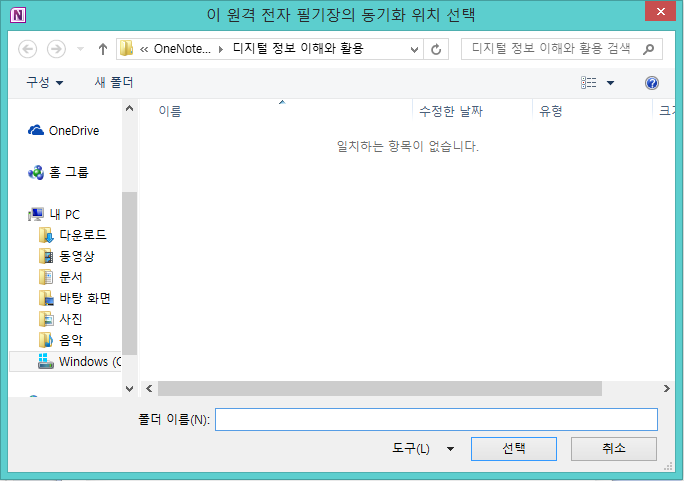 이 원격 전자 필기장의 동기화 위치 선택
« OneNote... 디지털 정보 이해와 활용
디지털 정보 이해와 활용 검색
구성 새 폴더
이름 수정한 날짜 유형 크기
일치하는 항목이 없습니다.
OneDrive
홈 그룹
내 PC
다운로드
동영상
문서
바탕 화면
사진
음악
Windows (C
폴더 이름(N):
도구(L) 선택 취소